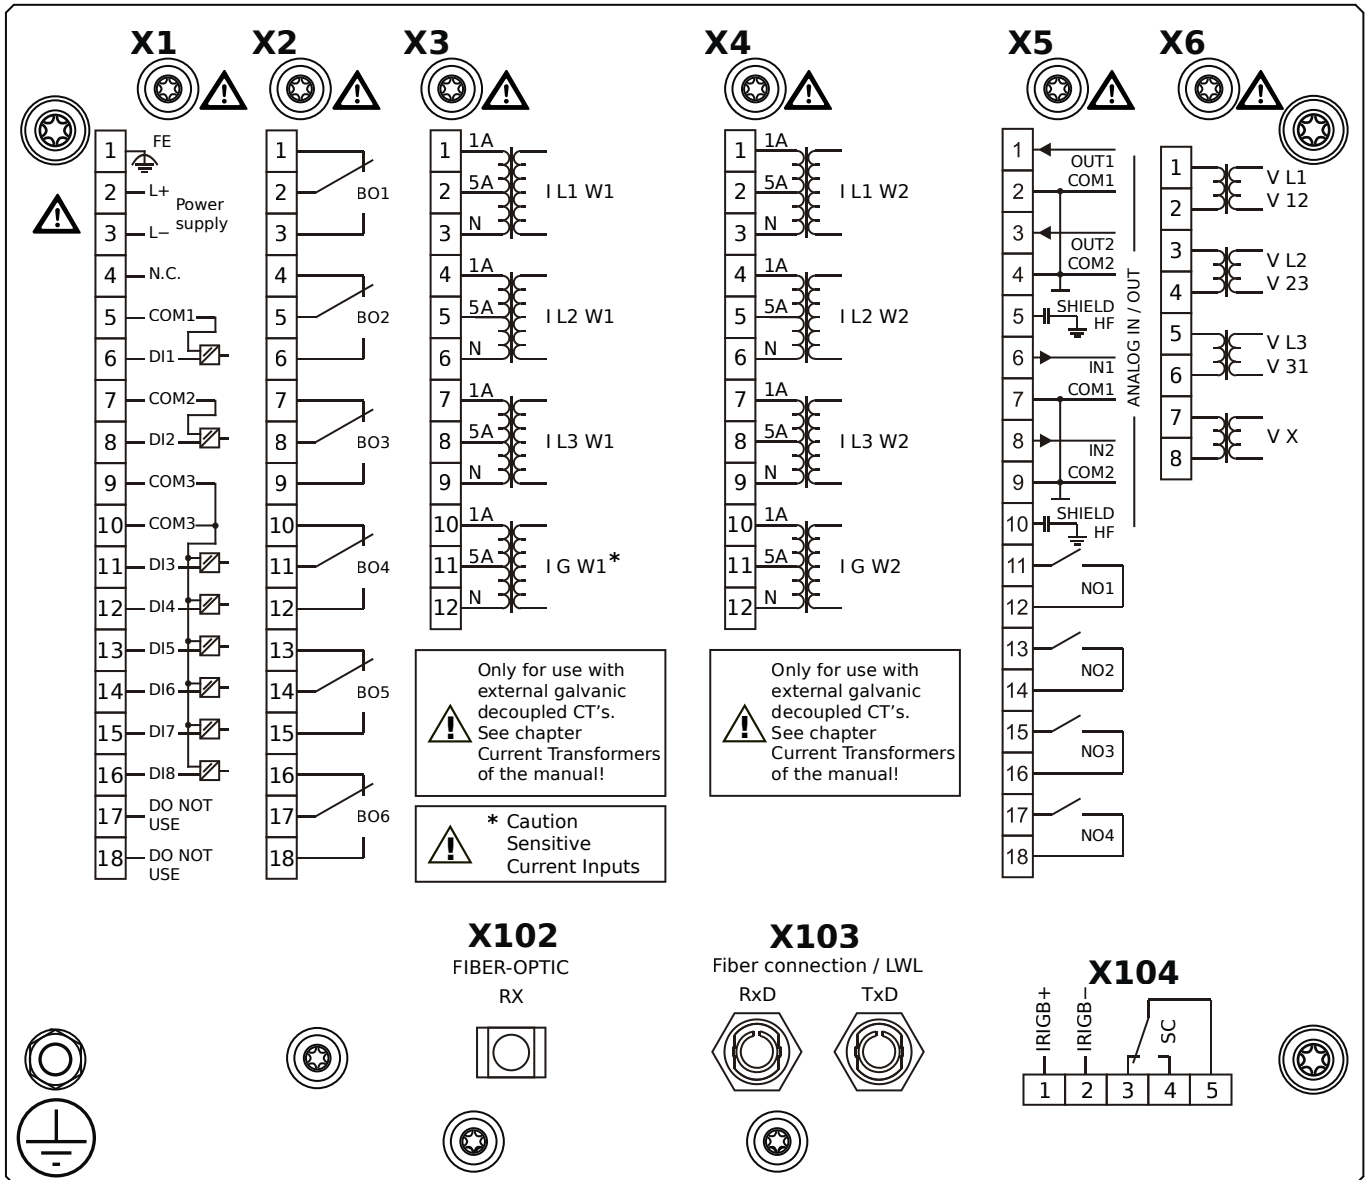 X1
X2
X3
X4
X5
X6
1 FE
2 L+
Power
supply
3 L−
4 N.C.
5 COM1
6 DI1
7 COM2
8 DI2
9 COM3
10 COM3
11 DI3
12 DI4
13 DI5
14 DI6
15 DI7
16 DI8
17 DO NOT
USE
18 DO NOT
USE
1
2 BO1
3
4
5 BO2
6
7
8 BO3
9
10
11 BO4
12
13
14 BO5
15
16
17 BO6
18
1 1A
2 5A I L1 W1
3 N
4 1A
5 5A I L2 W1
6 N
7 1A
8 5A I L3 W1
9 N
10 1A
11 5A I G W1*
12 N
Only for use with
external galvanic
decoupled CT's.
See chapter
Current Transformers
of the manual!
* Caution
Sensitive
Current Inputs
1 1A
2 5A I L1 W2
3 N
4 1A
5 5A I L2 W2
6 N
7 1A
8 5A I L3 W2
9 N
10 1A
11 5A I G W2
12 N
Only for use with
external galvanic
decoupled CT's.
See chapter
Current Transformers
of the manual!
1
OUT1
2 COM1
3
OUT2
4 COM2
5 SHIELD
HF
6
IN1
7 COM1
8
IN2
9 COM2
10 SHIELD
HF
ANALOG IN / OUT
11
NO1
12
13
NO2
14
15
NO3
16
17
NO4
18
1 V L1
2 V 12
3 V L2
4 V 23
5 V L3
6 V 31
7 V X
8
X102
FIBER-OPTIC
RX
X103
Fiber connection / LWL
RxD TxD
X104
IRIGB+
IRIGB−
SC
1 2 3 4 5